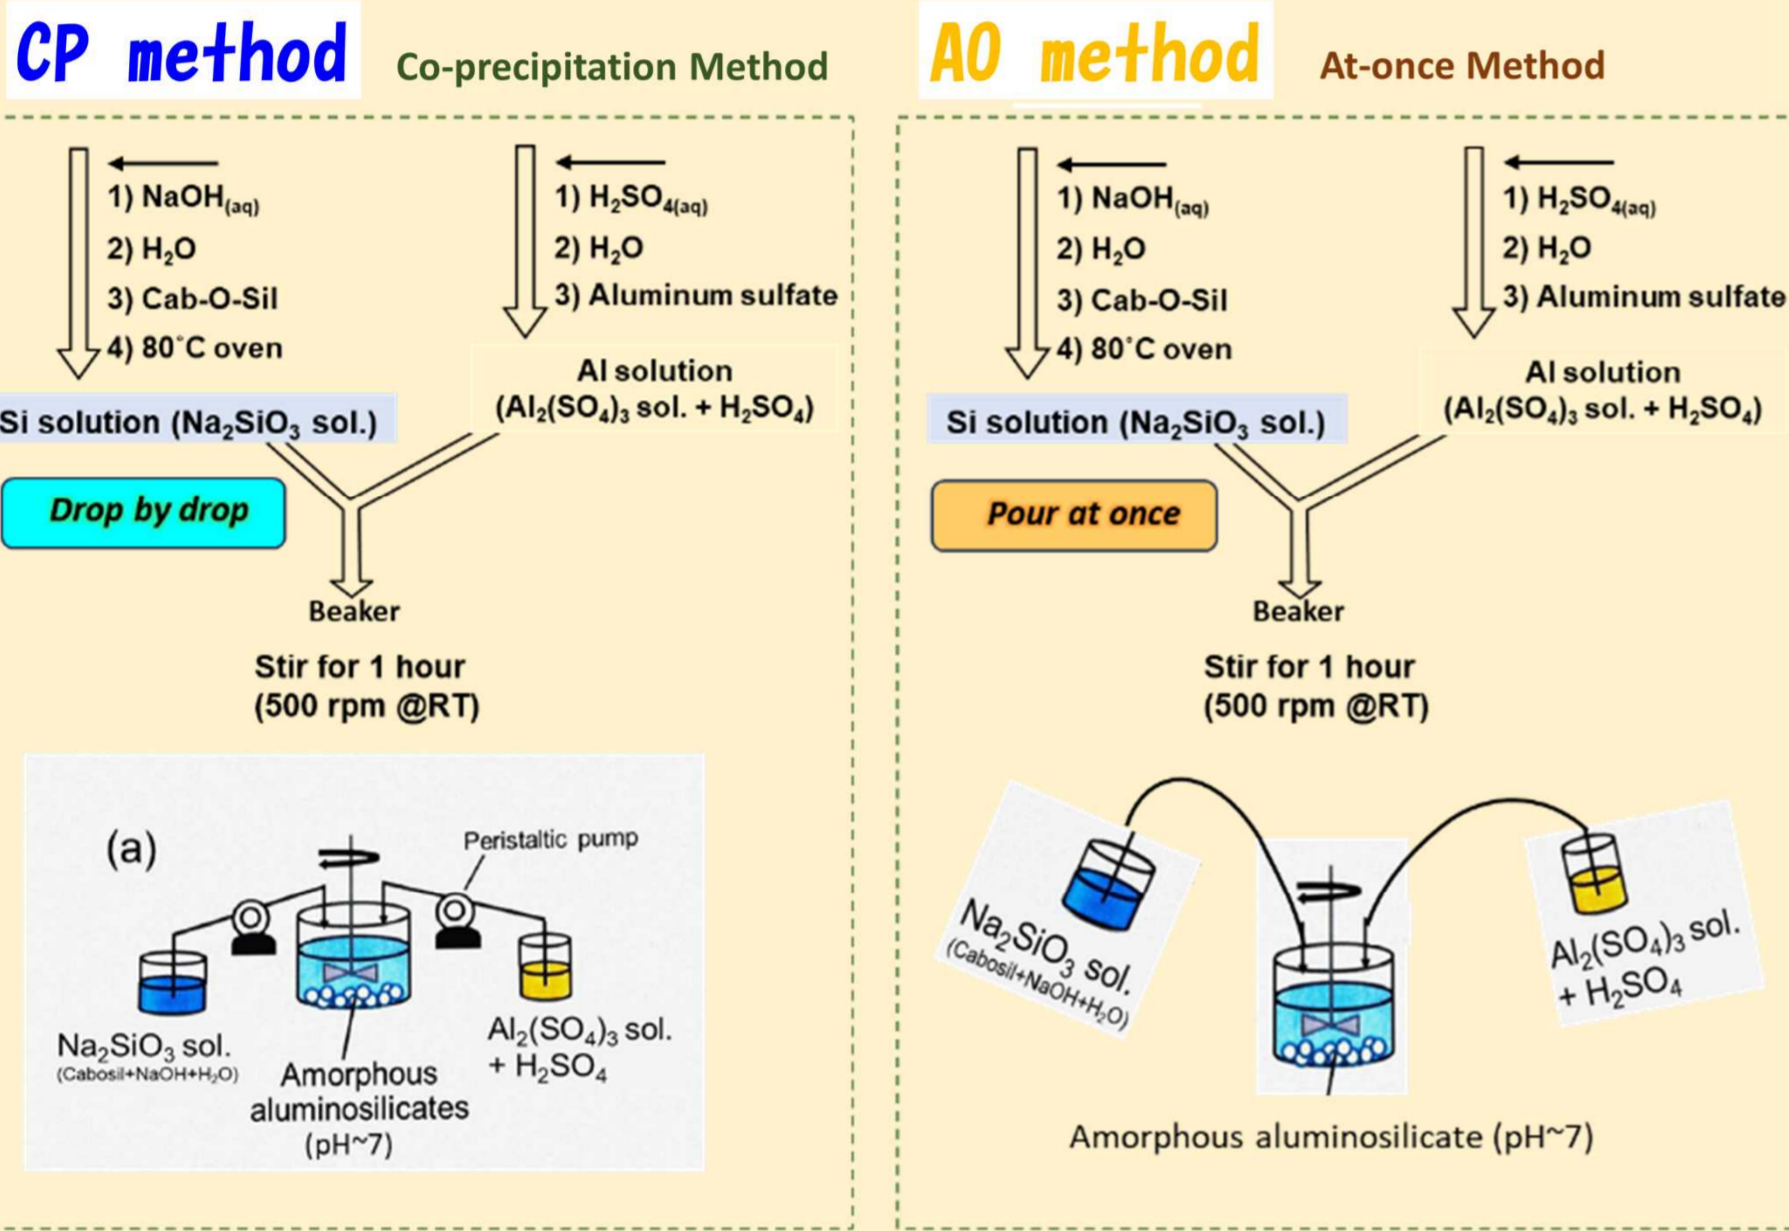 CP method
Co-precipitation Method
1) NaOH(aq)
2) H₂O
3) Cab-O-Sil
4) 80˚C oven
1) H₂SO₄(aq)
2) H₂O
3) Aluminum sulfate
Si solution (Na₂SiO₃ sol.)
Al solution
(Al₂(SO₄)₃ sol. + H₂SO₄)
Drop by drop
Beaker
Stir for 1 hour
(500 rpm @RT)
(a)
Peristaltic pump
Na₂SiO₃ sol.
(Cabosil+NaOH+H₂O)
Amorphous
aluminosilicates
(pH~7)
Al₂(SO₄)₃ sol.
+ H₂SO₄
AO method
At-once Method
1) NaOH(aq)
2) H₂O
3) Cab-O-Sil
4) 80˚C oven
1) H₂SO₄(aq)
2) H₂O
3) Aluminum sulfate
Si solution (Na₂SiO₃ sol.)
Al solution
(Al₂(SO₄)₃ sol. + H₂SO₄)
Pour at once
Beaker
Stir for 1 hour
(500 rpm @RT)
Na₂SiO₃ sol.
(Cabosil+NaOH+H₂O)
Al₂(SO₄)₃ sol.
+ H₂SO₄
Amorphous aluminosilicate (pH~7)